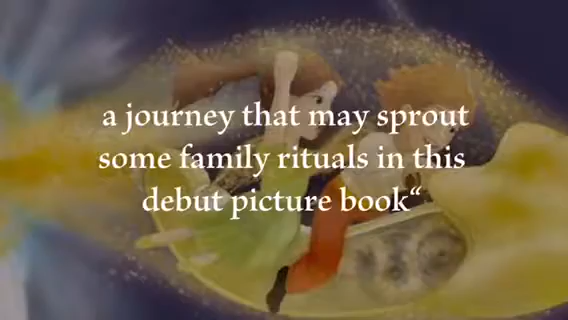 a journey that may sprout
some family rituals in this
debut picture book“